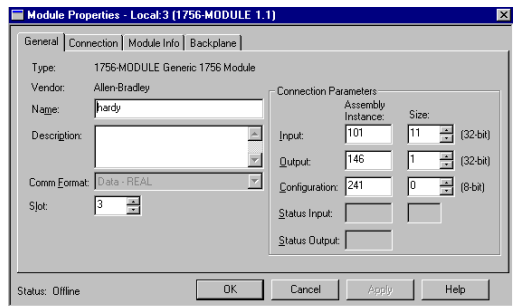 Module Properties - Local:3 (1756-MODULE 1.1)
General Connection Module Info Backplane
Type: 1756-MODULE Generic 1756 Module
Vendor: Allen-Bradley
Name: hardy
Description:
Comm Format: Data - REAL
Slot: 3
Connection Parameters
Assembly Instance: Size:
Input: 101 11 (32-bit)
Output: 146 1 (32-bit)
Configuration: 241 0 (8-bit)
Status Input:
Status Output:
Status: Offline
OK Cancel Apply Help